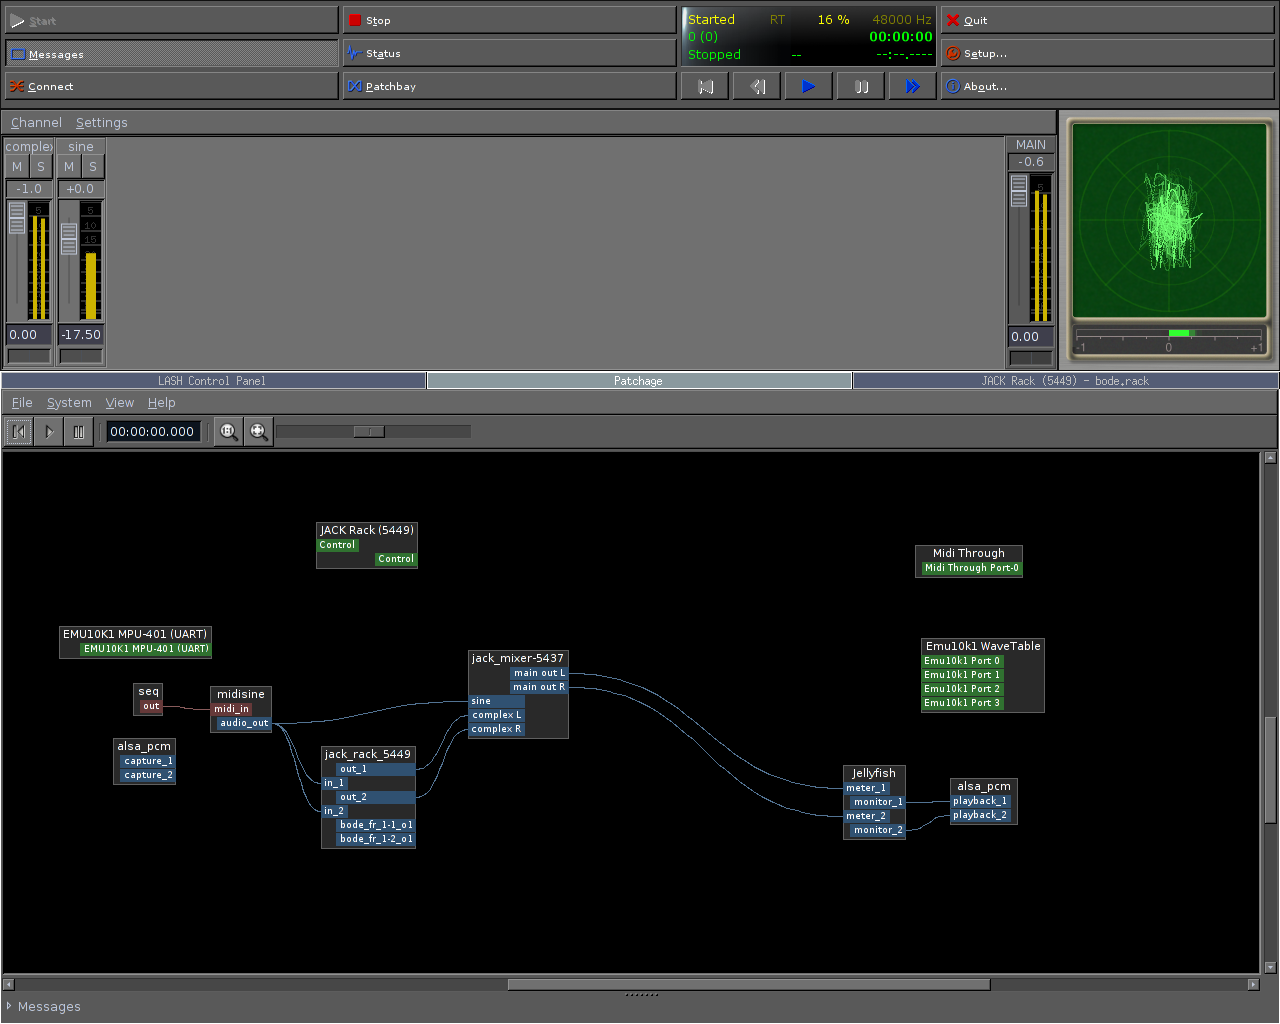 Start
Stop
Started RT 16 % 48000 Hz
Quit
Messages
Status
0 (0) 00:00:00
Setup...
Stopped -- --:--.----
Connect
Patchbay
About...
Channel Settings
complex sine
MAIN
M S M S
-1.0 +0.0
-0.6
5 5
10
15
5
0.00 -17.50
0.00
-1 0 +1
LASH Control Panel
Patchage
JACK Rack (5449) - bode.rack
File System View Help
00:00:00.000
JACK Rack (5449)
Control
Control
Midi Through
Midi Through Port-0
EMU10K1 MPU-401 (UART)
EMU10K1 MPU-401 (UART)
Emu10k1 WaveTable
Emu10k1 Port 0
Emu10k1 Port 1
Emu10k1 Port 2
Emu10k1 Port 3
jack_mixer-5437
main out L
main out R
sine
complex L
complex R
seq
out
midisine
midi_in
audio_out
alsa_pcm
capture_1
capture_2
jack_rack_5449
out_1
in_1
out_2
in_2
bode_fr_1-1_o1
bode_fr_1-2_o1
Jellyfish
meter_1
monitor_1
meter_2
monitor_2
alsa_pcm
playback_1
playback_2
Messages